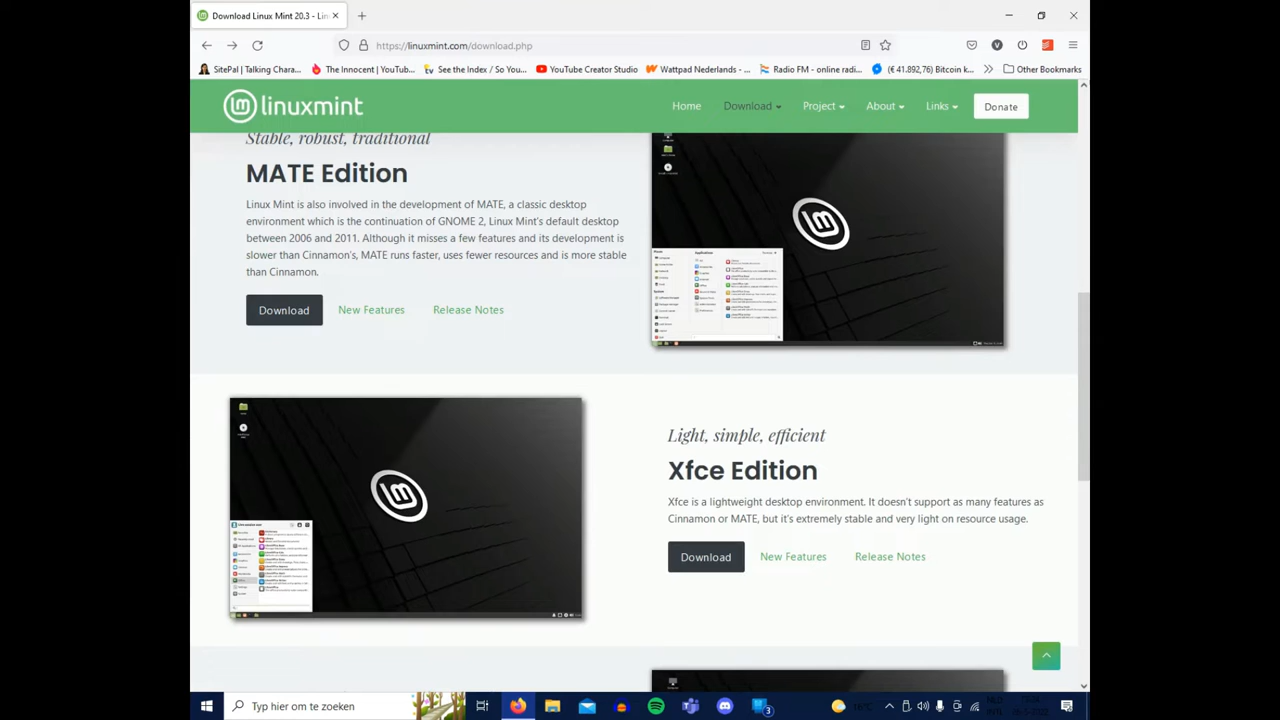 Download Linux Mint 20.3 - Lin
https://linuxmint.com/download.php
SitePal | Talking Chara...
The Innocent | YouTub...
See the Index / So You...
YouTube Creator Studio
Wattpad Nederlands - ...
Radio FM - online radi...
(€ 41.892,76) Bitcoin k...
Other Bookmarks
linuxmint
Home
Download
Project
About
Links
Donate
Stable, robust, traditional
MATE Edition
Linux Mint is also involved in the development of MATE, a classic desktop
environment which is the continuation of GNOME 2, Linux Mint's default desktop
between 2006 and 2011. Although it misses a few features and its development is
slower than Cinnamon's, MATE runs faster, uses fewer resources and is more stable
than Cinnamon.
Download
New Features
Release Notes
Light, simple, efficient
Xfce Edition
Xfce is a lightweight desktop environment. It doesn't support as many features as
Cinnamon or MATE, but it's extremely stable and very light on resource usage.
Download
New Features
Release Notes
Typ hier om te zoeken
3
16°C
NLD
INTL